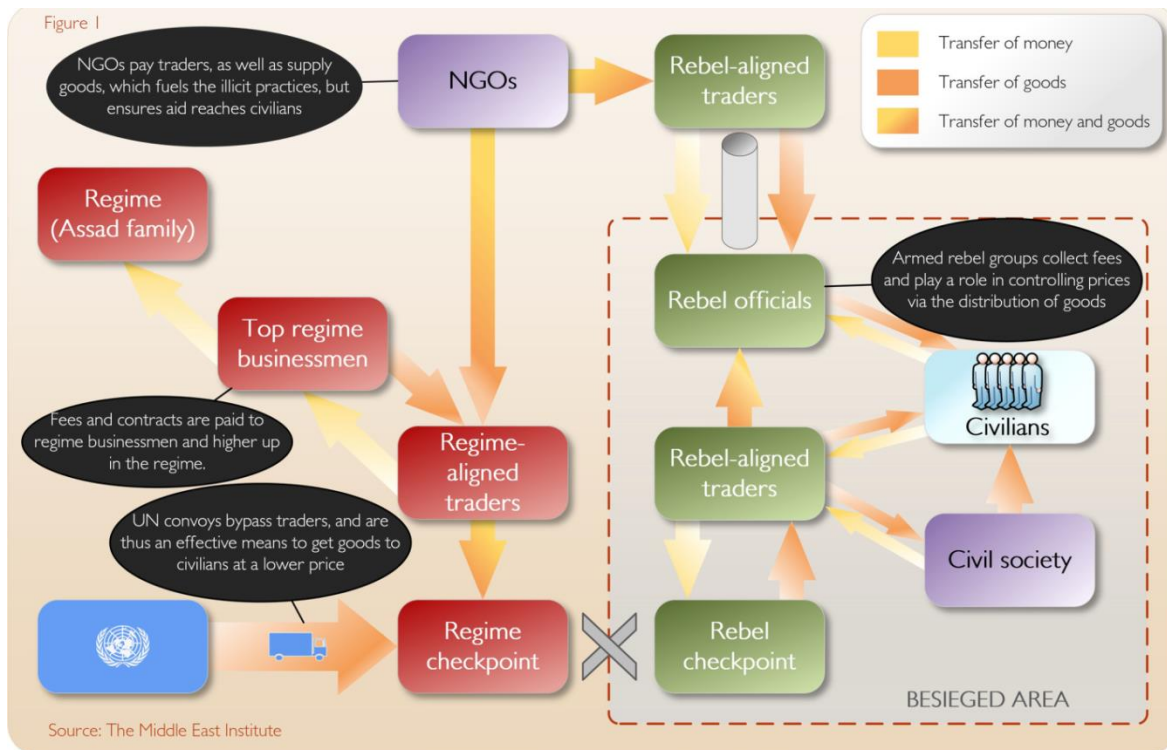 Figure 1
NGOs pay traders, as well as supply
goods, which fuels the illicit practices, but
ensures aid reaches civilians
NGOs
Rebel-aligned
traders
Transfer of money
Transfer of goods
Transfer of money and goods
Regime
(Assad family)
Rebel officials
Armed rebel groups collect fees
and play a role in controlling prices
via the distribution of goods
Top regime
businessmen
Civilians
Fees and contracts are paid to
regime businessmen and higher up
in the regime.
Regime-
aligned
traders
Rebel-aligned
traders
UN convoys bypass traders, and are
thus an effective means to get goods to
civilians at a lower price
Civil society
Regime
checkpoint
Rebel
checkpoint
BESIEGED AREA
Source: The Middle East Institute